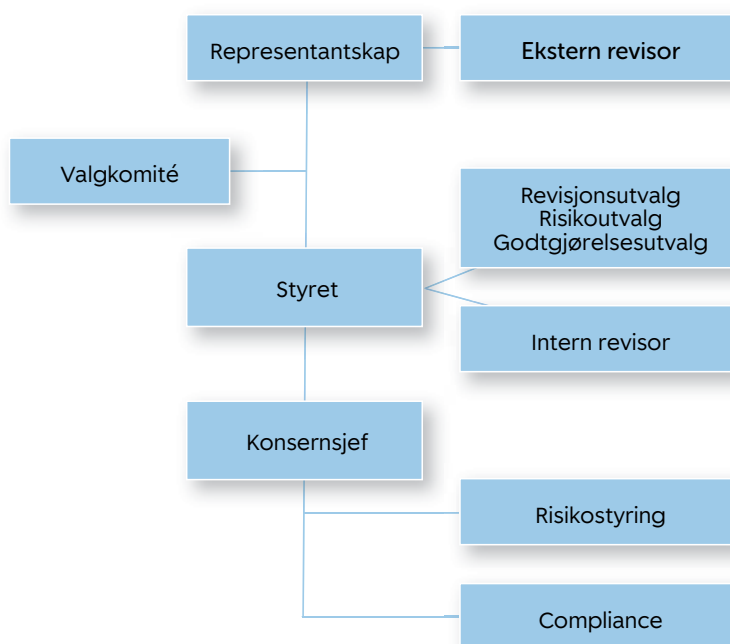 Representantskap
Ekstern revisor
Valgkomité
Revisjonsutvalg
Risikoutvalg
Godtgjørelsesutvalg
Styret
Intern revisor
Konsernsjef
Risikostyring
Compliance